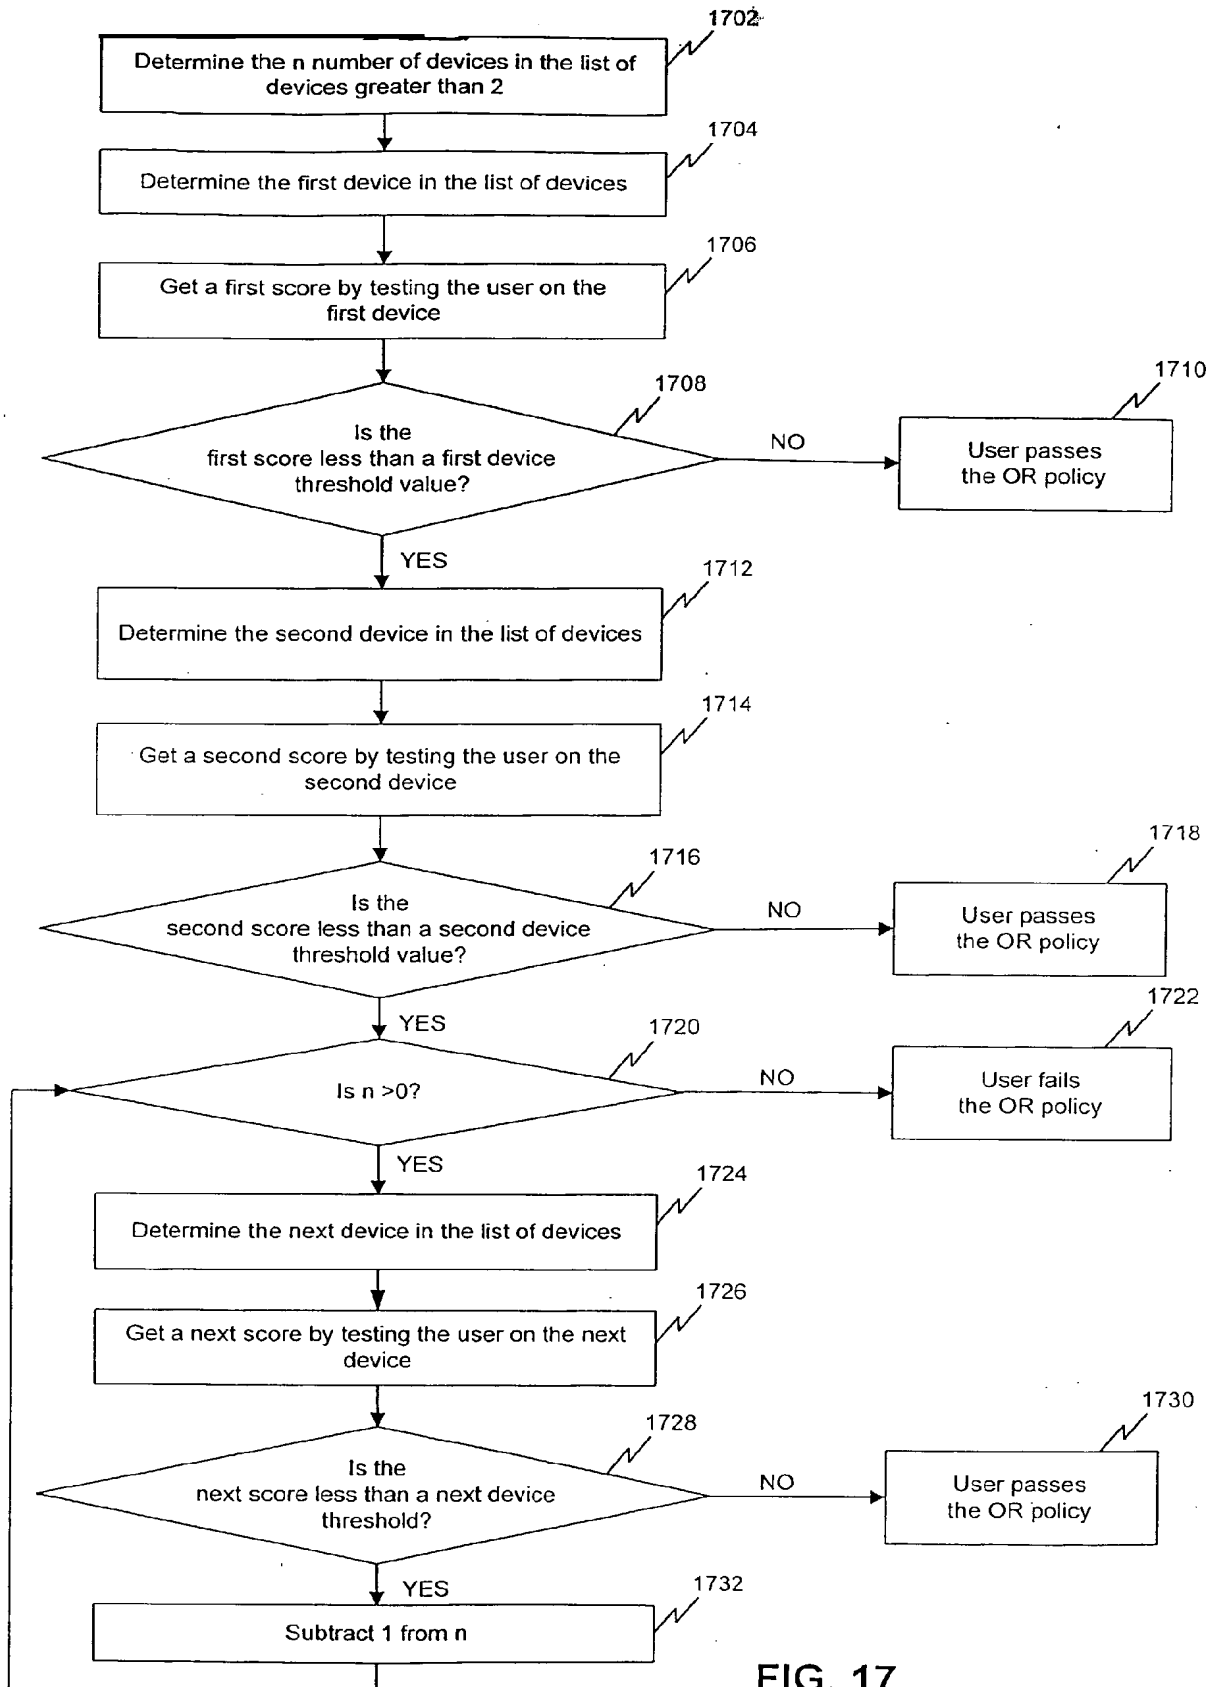 1702
Determine the n number of devices in the list of
devices greater than 2
1704
Determine the first device in the list of devices
1706
Get a first score by testing the user on the
first device
1708
Is the
first score less than a first device
threshold value?
NO
1710
User passes
the OR policy
YES
1712
Determine the second device in the list of devices
1714
Get a second score by testing the user on the
second device
1716
Is the
second score less than a second device
threshold value?
NO
1718
User passes
the OR policy
YES
1720
Is n >0?
NO
1722
User fails
the OR policy
YES
1724
Determine the next device in the list of devices
1726
Get a next score by testing the user on the next
device
1728
Is the
next score less than a next device
threshold?
NO
1730
User passes
the OR policy
YES
1732
Subtract 1 from n
FIG. 17